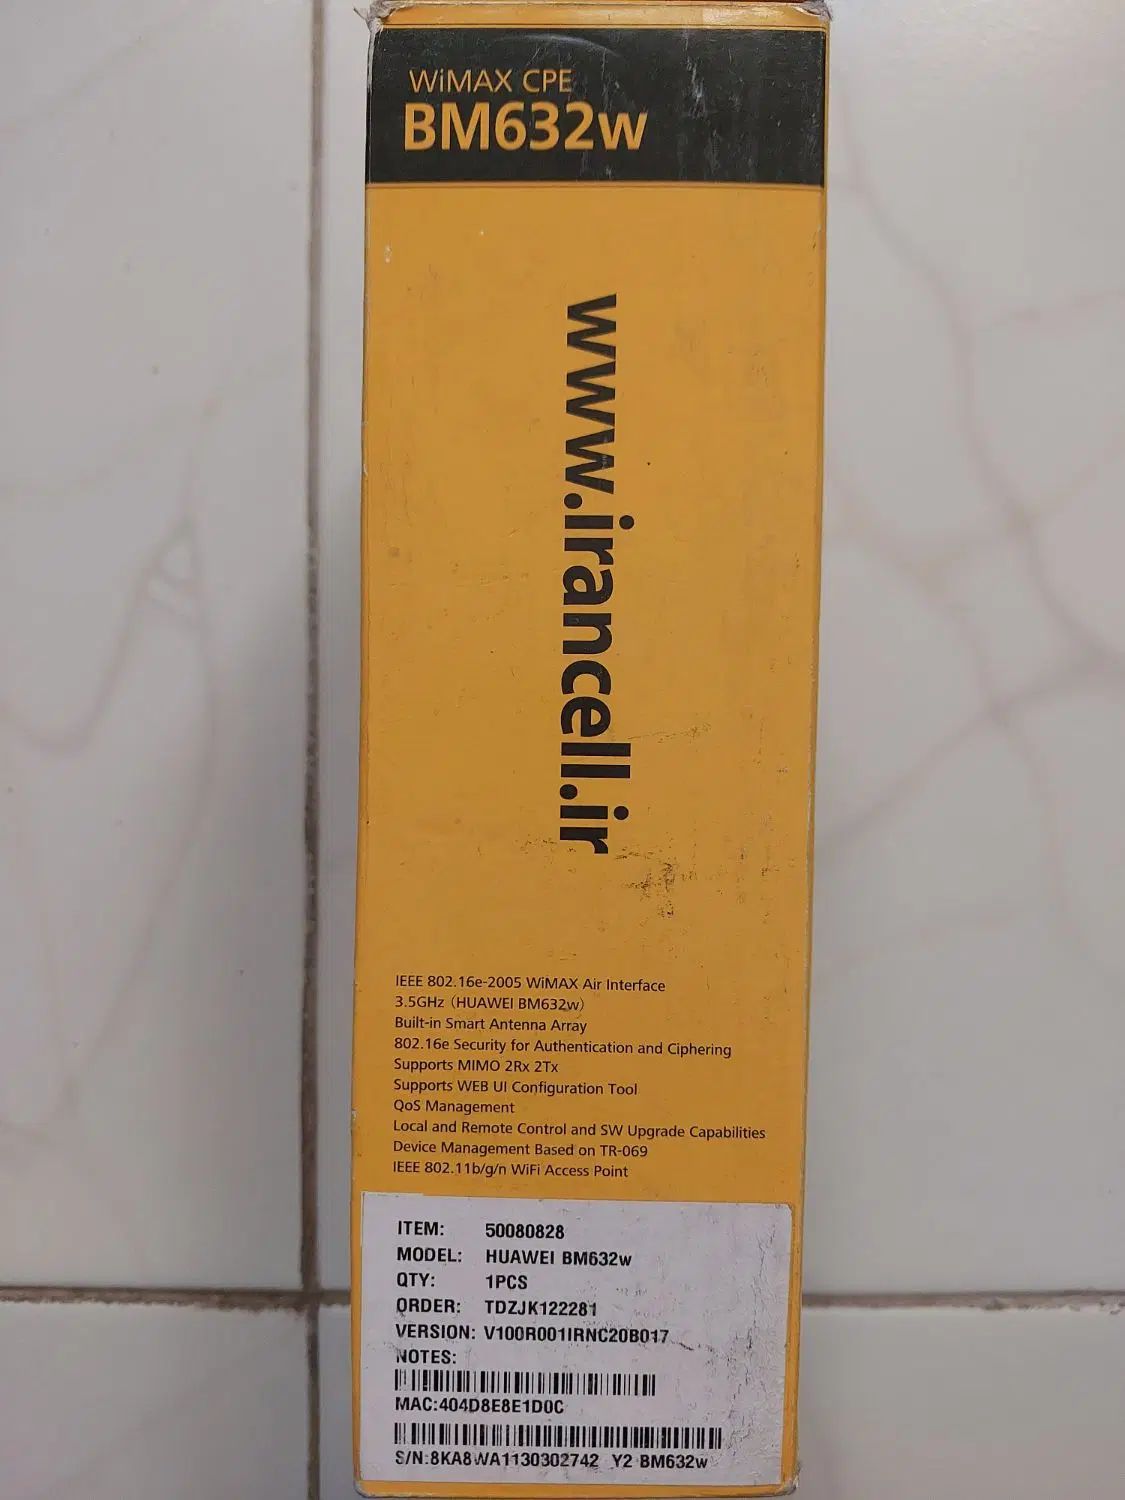 WiMAX CPE
BM632w
www.irancell.ir
IEEE 802.16e-2005 WiMAX Air Interface
3.5GHz (HUAWEI BM632w)
Built-in Smart Antenna Array
802.16e Security for Authentication and Ciphering
Supports MIMO 2Rx 2Tx
Supports WEB UI Configuration Tool
QoS Management
Local and Remote Control and SW Upgrade Capabilities
Device Management Based on TR-069
IEEE 802.11b/g/n WiFi Access Point
ITEM: 50080828
MODEL: HUAWEI BM632w
QTY: 1PCS
ORDER: TDZJK122281
VERSION: V100R001IRNC20B017
NOTES:
MAC:404D8E8E1D0C
S/N:8KA8WA1130302742 Y2 BM632w